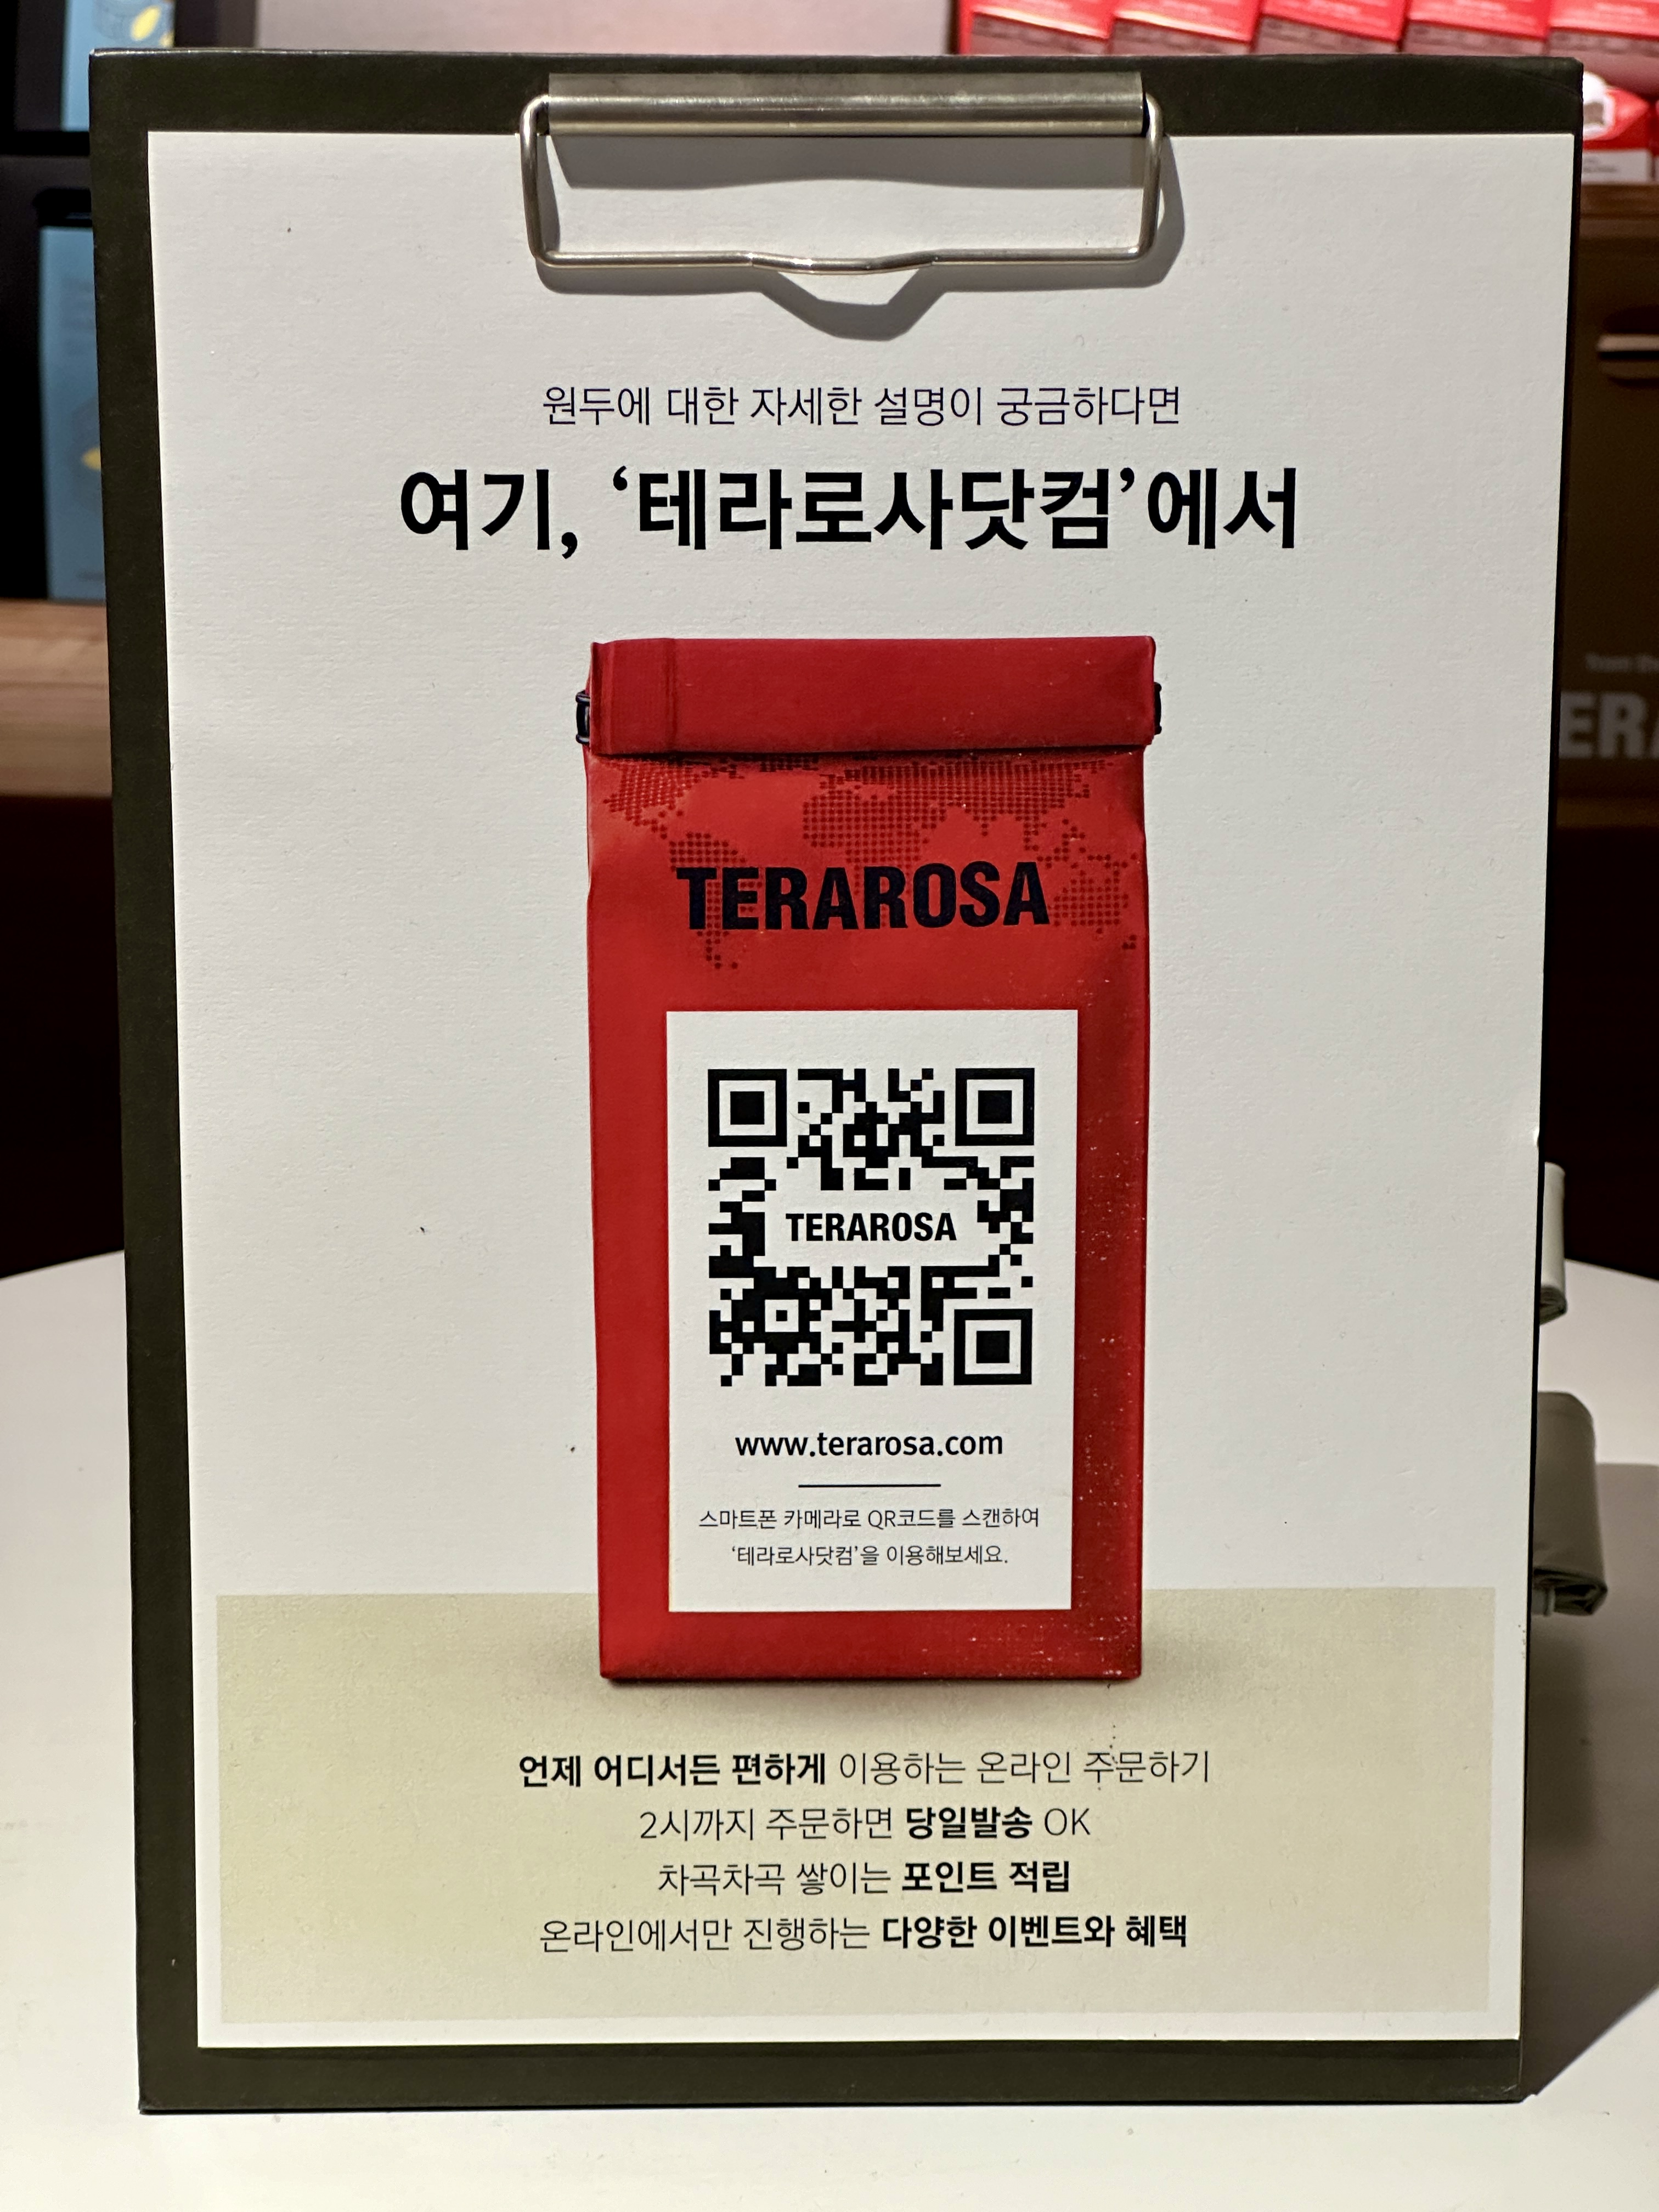 원두에 대한 자세한 설명이 궁금하다면
여기, ‘테라로사닷컴’에서
TERAROSA
TERAROSA
www.terarosa.com
스마트폰 카메라로 QR코드를 스캔하여
‘테라로사닷컴’을 이용해보세요.
언제 어디서든 편하게 이용하는 온라인 주문하기
2시까지 주문하면 당일발송 OK
차곡차곡 쌓이는 포인트 적립
온라인에서만 진행하는 다양한 이벤트와 혜택